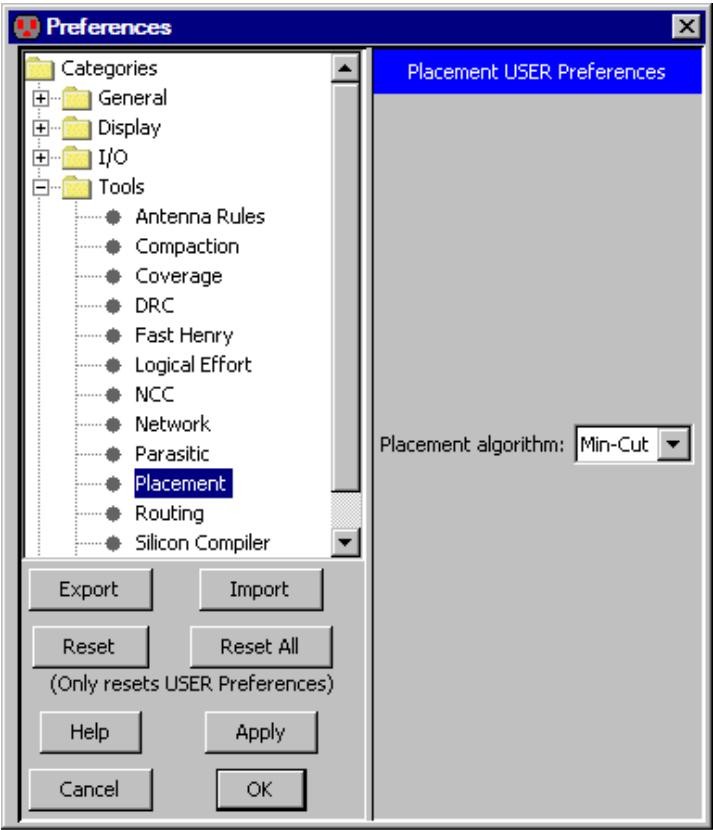 Preferences
Categories
General
Display
I/O
Tools
Antenna Rules
Compaction
Coverage
DRC
Fast Henry
Logical Effort
NCC
Network
Parasitic
Placement
Routing
Silicon Compiler
Export Import
Reset Reset All
(Only resets USER Preferences)
Help Apply
Cancel OK
Placement USER Preferences
Placement algorithm: Min-Cut